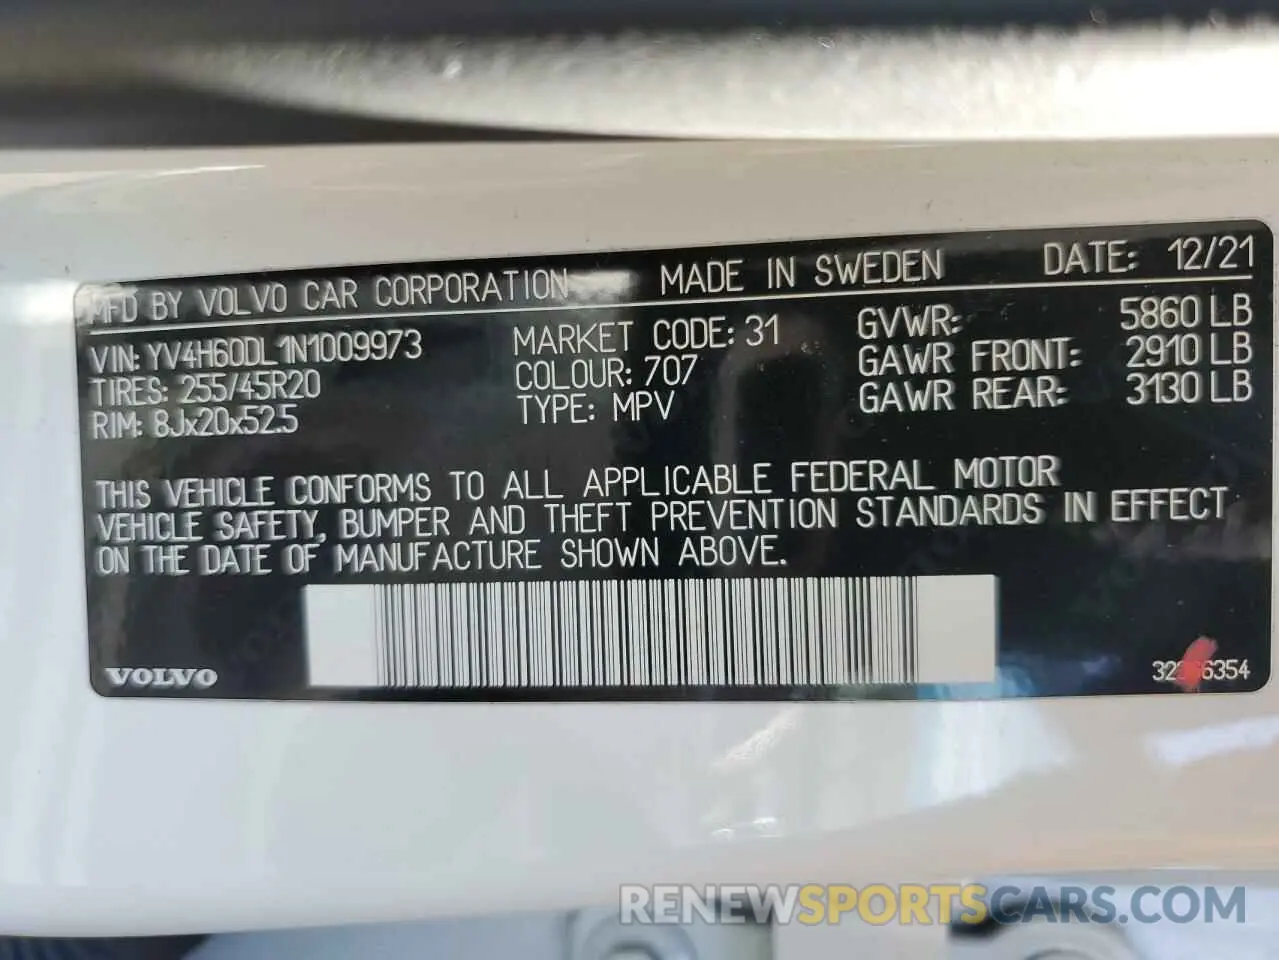 MFD BY VOLVO CAR CORPORATION MADE IN SWEDEN DATE: 12/21
VIN: YV4H60DL1N1009973 MARKET CODE: 31 GVWR: 5860 LB
TIRES: 255/45R20 COLOUR: 707 GAWR FRONT: 2910 LB
RIM: 8Jx20x52.5 TYPE: MPV GAWR REAR: 3130 LB
THIS VEHICLE CONFORMS TO ALL APPLICABLE FEDERAL MOTOR
VEHICLE SAFETY, BUMPER AND THEFT PREVENTION STANDARDS IN EFFECT
ON THE DATE OF MANUFACTURE SHOWN ABOVE.
VOLVO
RENEWSPORTSCARS.COM